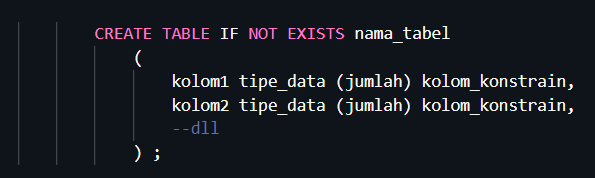 CREATE TABLE IF NOT EXISTS nama_tabel
(
kolom1 tipe_data (jumlah) kolom_konstrain,
kolom2 tipe_data (jumlah) kolom_konstrain,
--dll
) ;